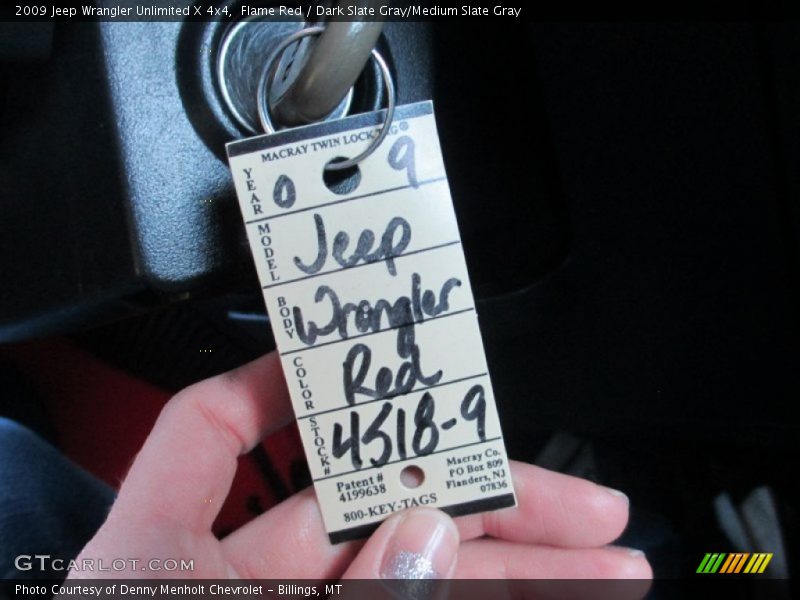 2009 Jeep Wrangler Unlimited X 4x4,  Flame Red / Dark Slate Gray/Medium Slate Gray
MACRAY TWIN LOCK TAG®
YEAR 0 9
MODEL Jeep
BODY Wrangler
COLOR Red
STOCK# 4518-9
Patent #
4199638
Macray Co.
PO Box 809
Flanders, NJ
07836
800-KEY-TAGS
GTCARLOT.COM
Photo Courtesy of Denny Menholt Chevrolet - Billings, MT